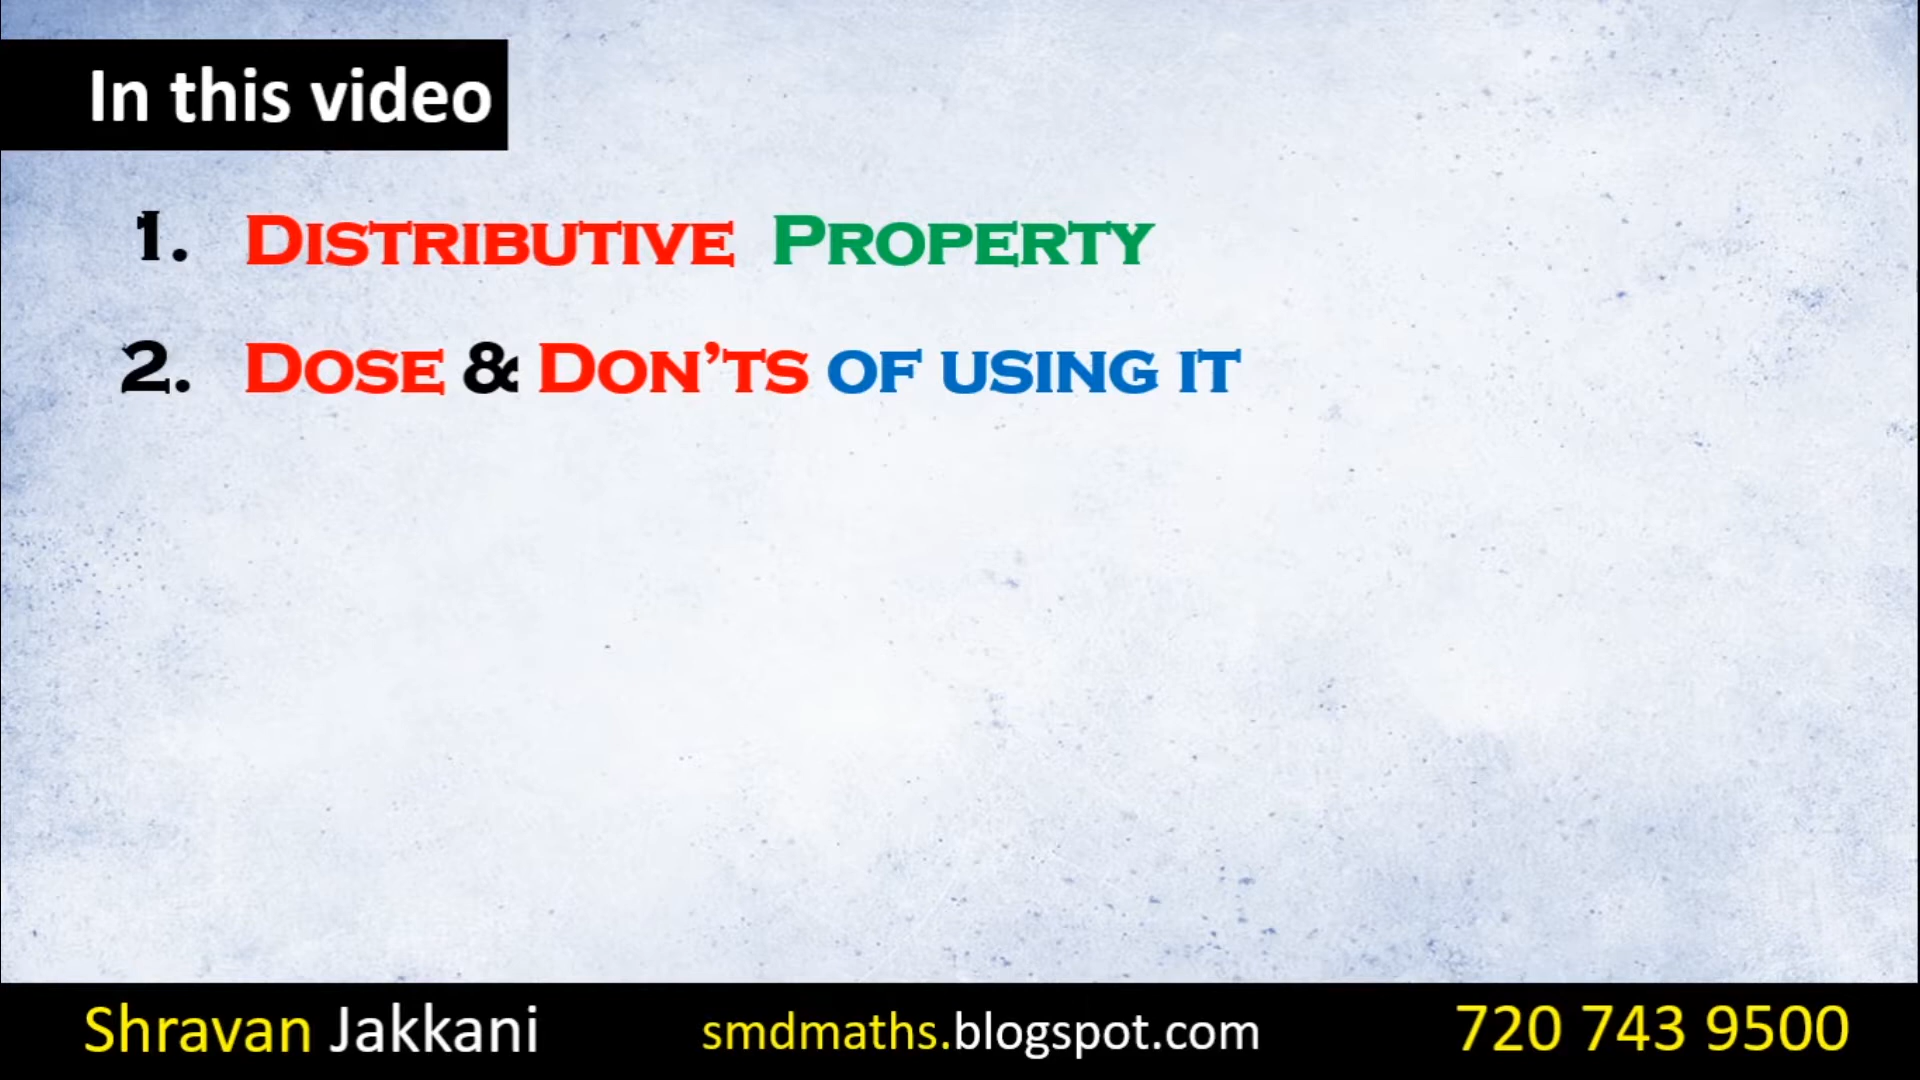 In this video
1. Distributive Property
2. Dose & Don'ts of using it
Shravan Jakkani smdmaths.blogspot.com 720 743 9500